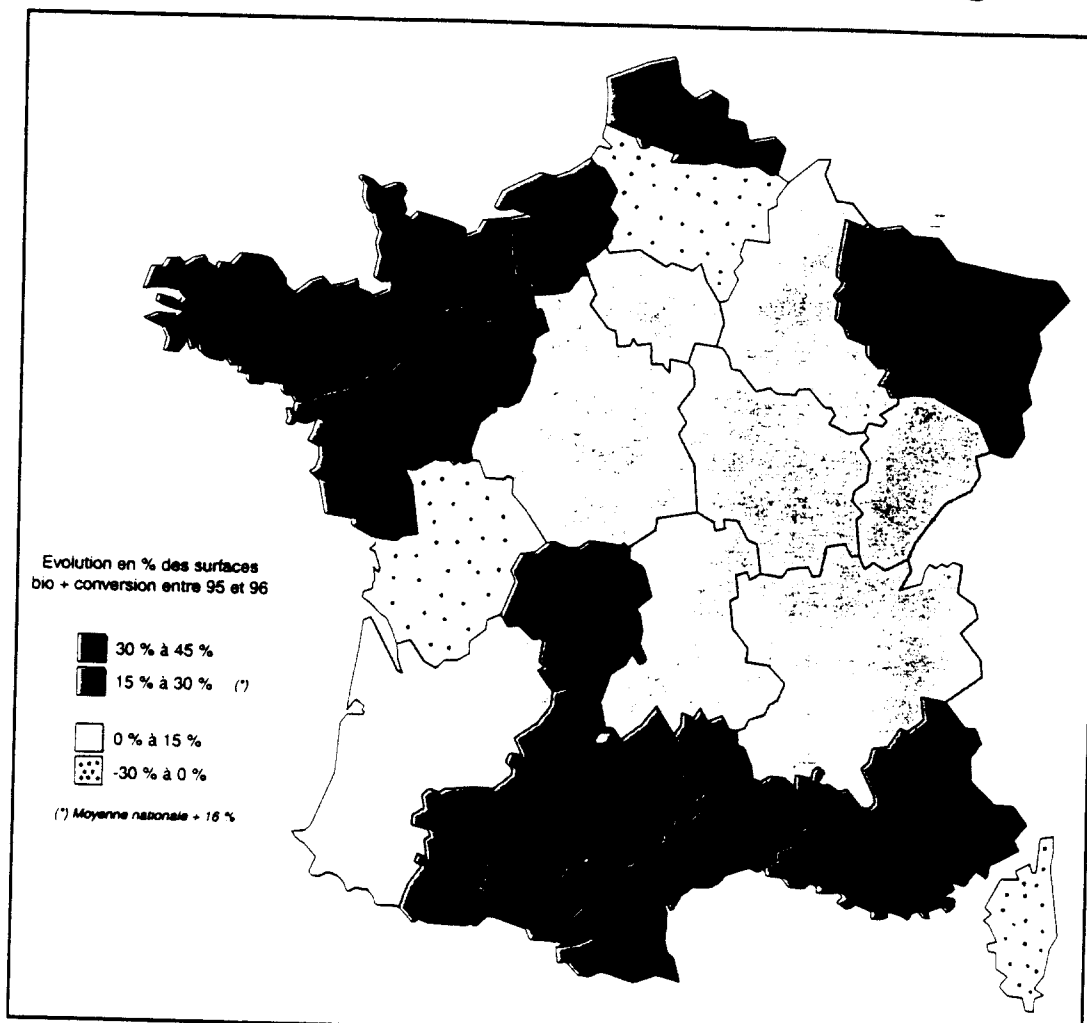 Evolution en % des surfaces
bio + conversion entre 95 et 96
30 % à 45 %
15 % à 30 % (*)
0 % à 15 %
-30 % à 0 %
(*) Moyenne nationale + 16 %